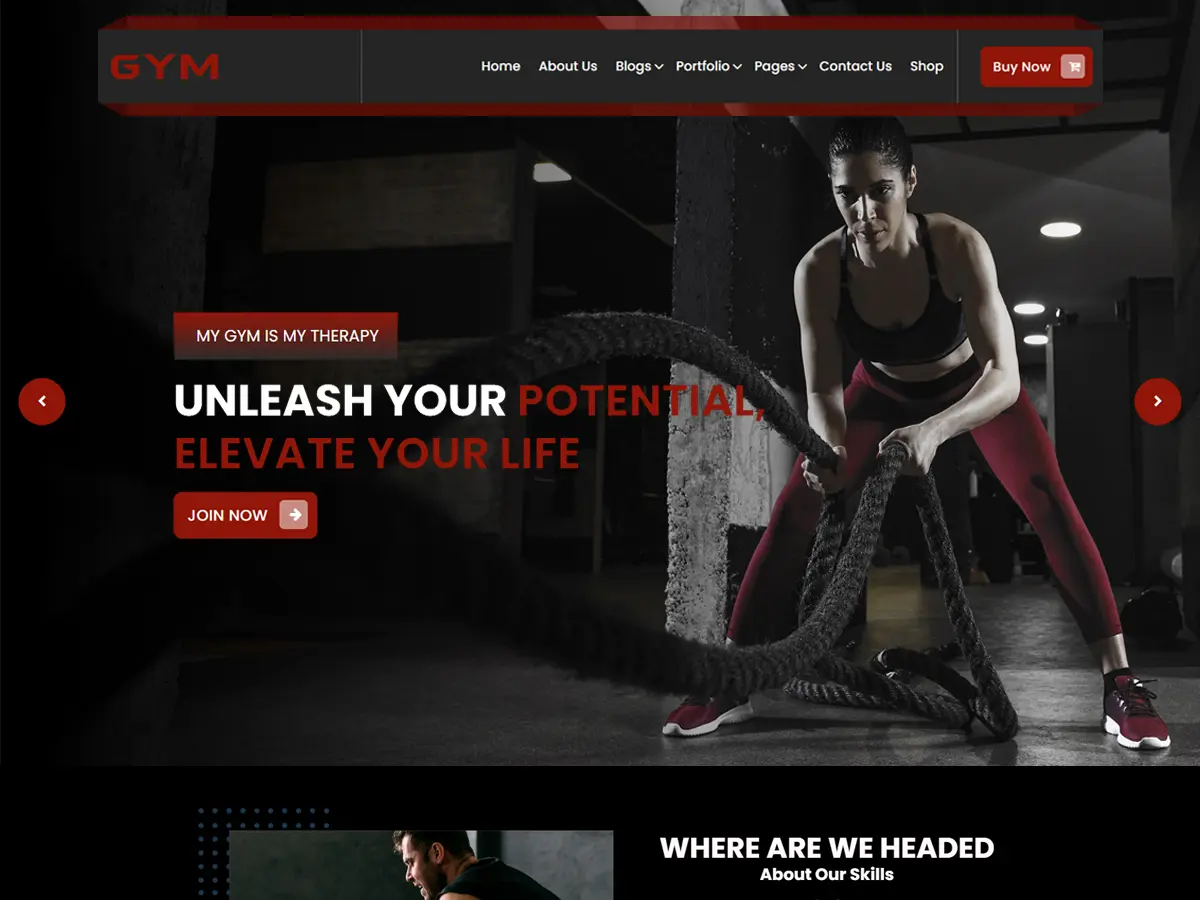 GYM
Home
About Us
Blogs
Portfolio
Pages
Contact Us
Shop
Buy Now
MY GYM IS MY THERAPY
UNLEASH YOUR POTENTIAL,
ELEVATE YOUR LIFE
JOIN NOW
WHERE ARE WE HEADED
About Our Skills